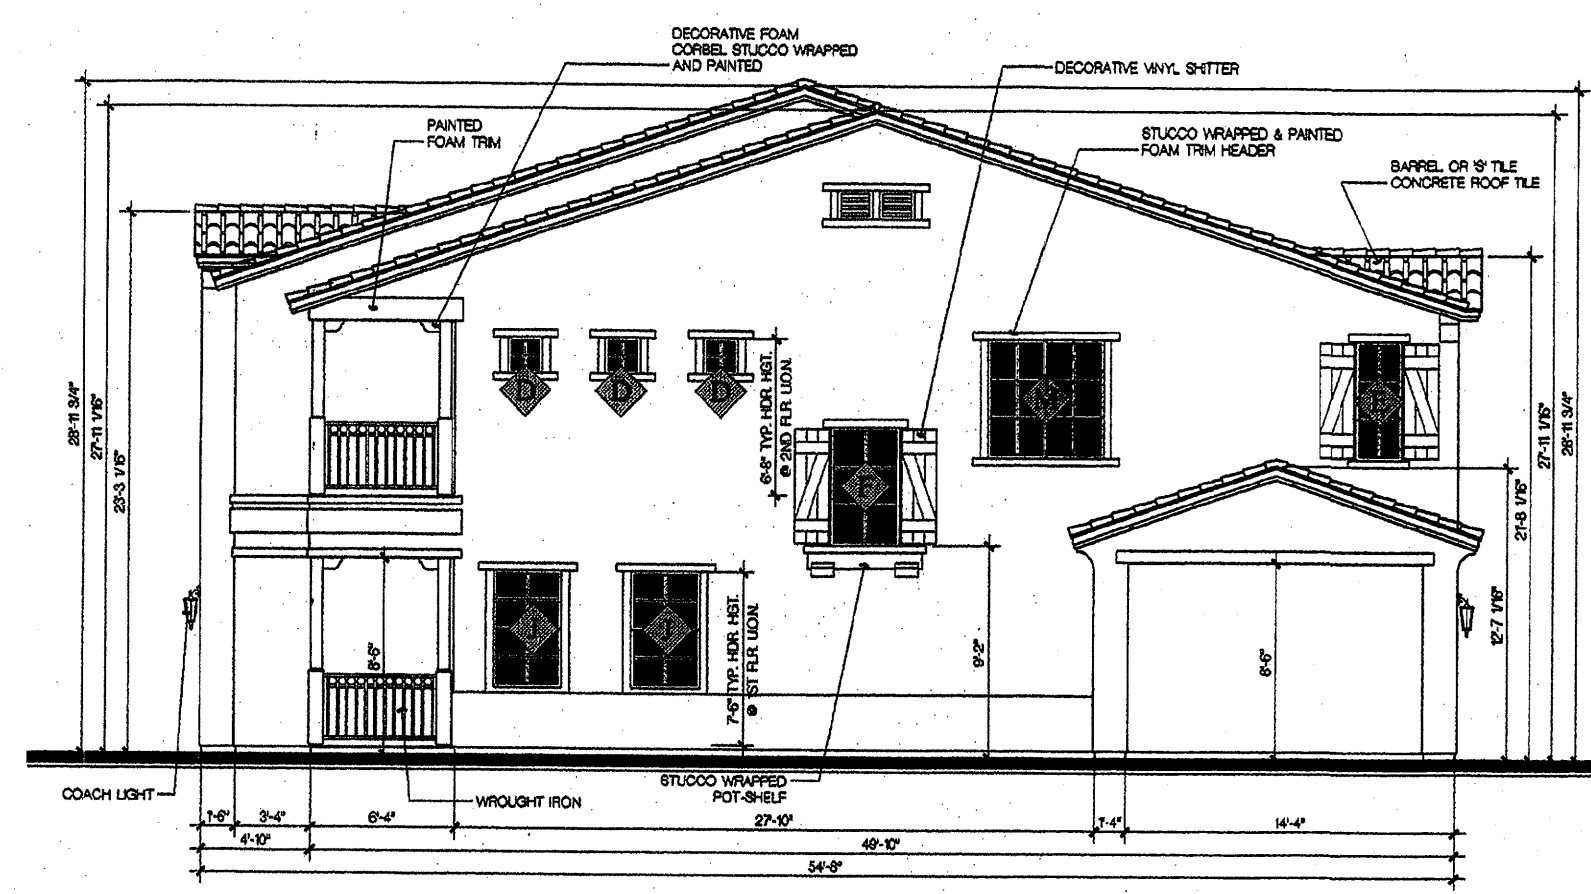 DECORATIVE FOAM
CORBEL STUCCO WRAPPED
AND PAINTED
DECORATIVE VINYL SHITTER
PAINTED
FOAM TRIM
STUCCO WRAPPED & PAINTED
FOAM TRIM HEADER
BARREL OR 'S' TILE
CONCRETE ROOF TILE
28'-11 3/4"
27'-11 1/16"
23'-3 1/16"
D
D
D
6'-8" TYP. HDR. HGT.
@ 2ND FLR. U.O.N.
M
F
F
27'-11 1/16"
28'-11 3/4"
21'-8 1/16"
12'-7 1/16"
8'-6"
J
J
7'-6" TYP. HDR. HGT.
@ 1ST FLR. U.O.N.
9'-2"
COACH LIGHT
WROUGHT IRON
STUCCO WRAPPED
POT-SHELF
1'-6"
3'-4"
6'-4"
27'-10"
1'-4"
14'-4"
4'-10"
49'-10"
54'-8"